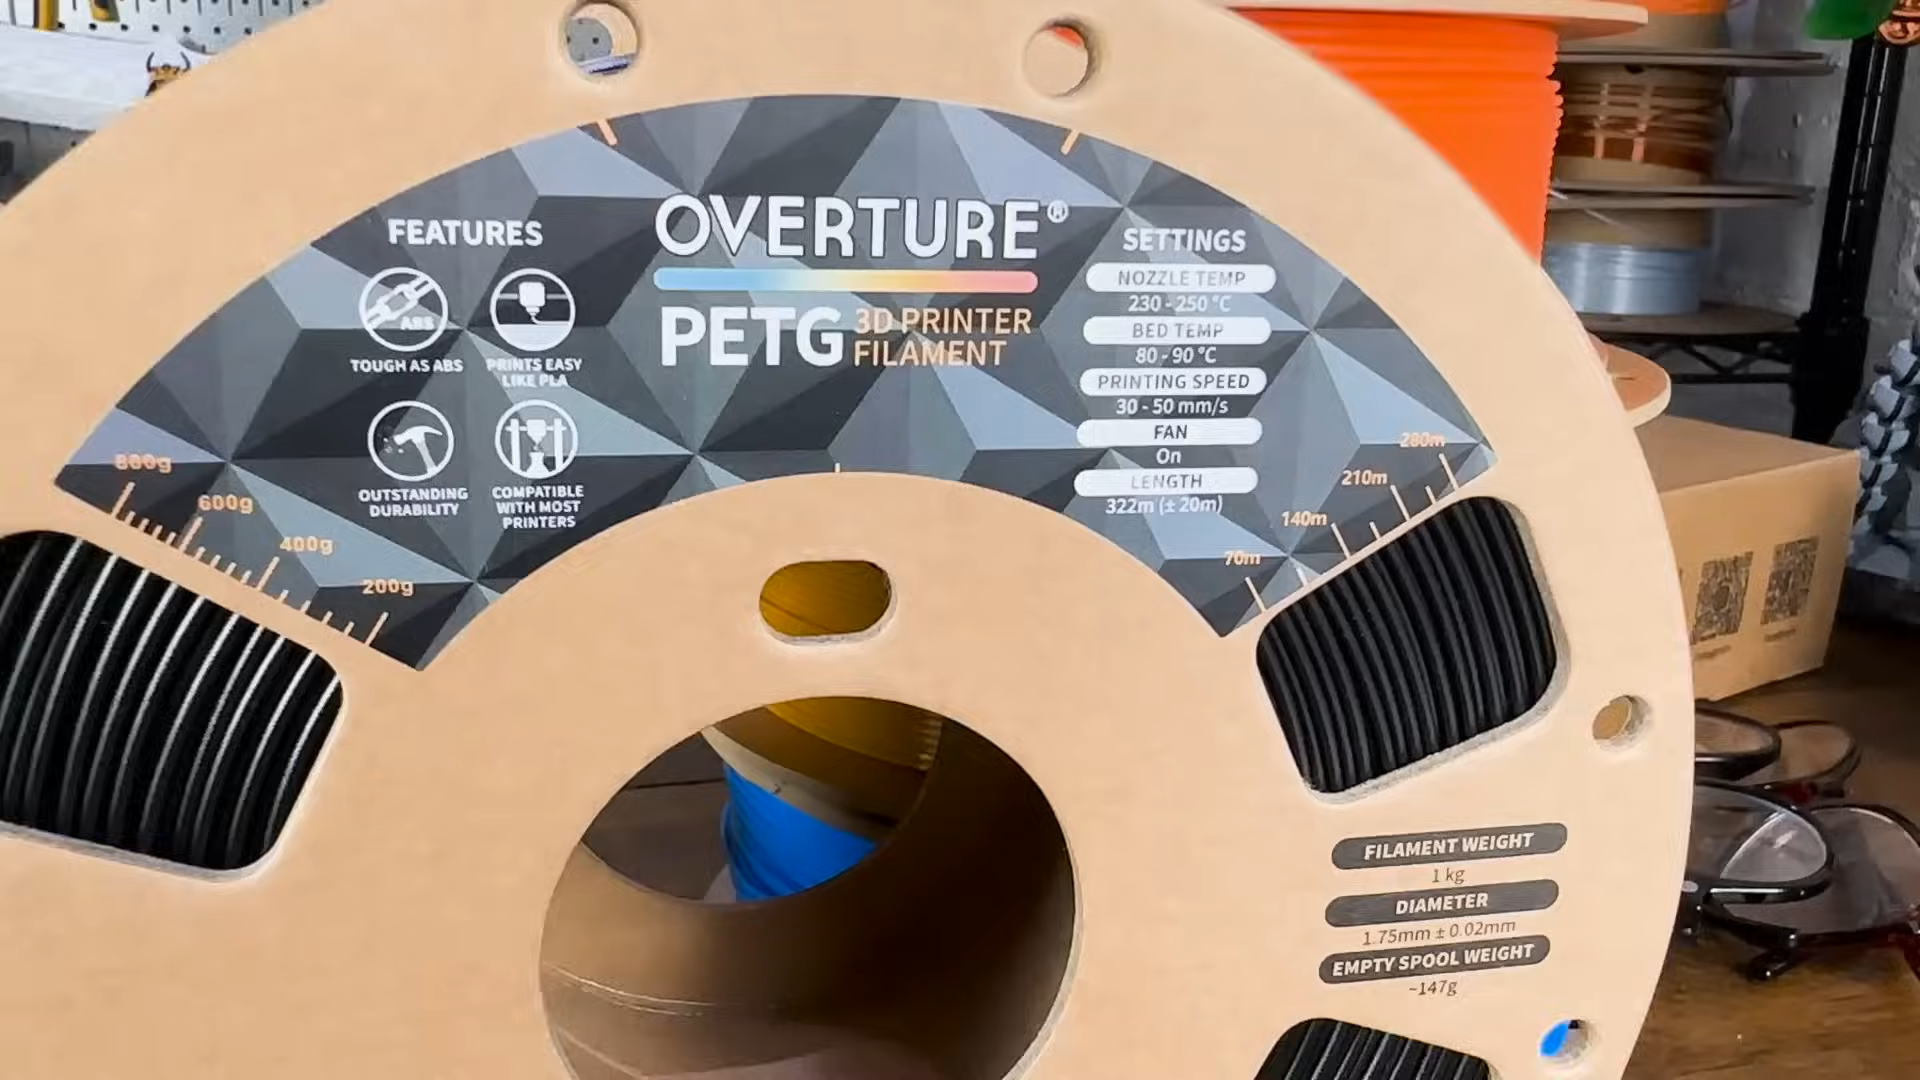 FEATURES
ABS
TOUGH AS ABS
PRINTS EASY
LIKE PLA
OUTSTANDING
DURABILITY
COMPATIBLE
WITH MOST
PRINTERS
OVERTURE®
PETG
3D PRINTER
FILAMENT
SETTINGS
NOZZLE TEMP
230 - 250 °C
BED TEMP
80 - 90 °C
PRINTING SPEED
30 - 50 mm/s
FAN
On
LENGTH
322m (± 20m)
800g
600g
400g
200g
280m
210m
140m
70m
FILAMENT WEIGHT
1 kg
DIAMETER
1.75mm ± 0.02mm
EMPTY SPOOL WEIGHT
~147g